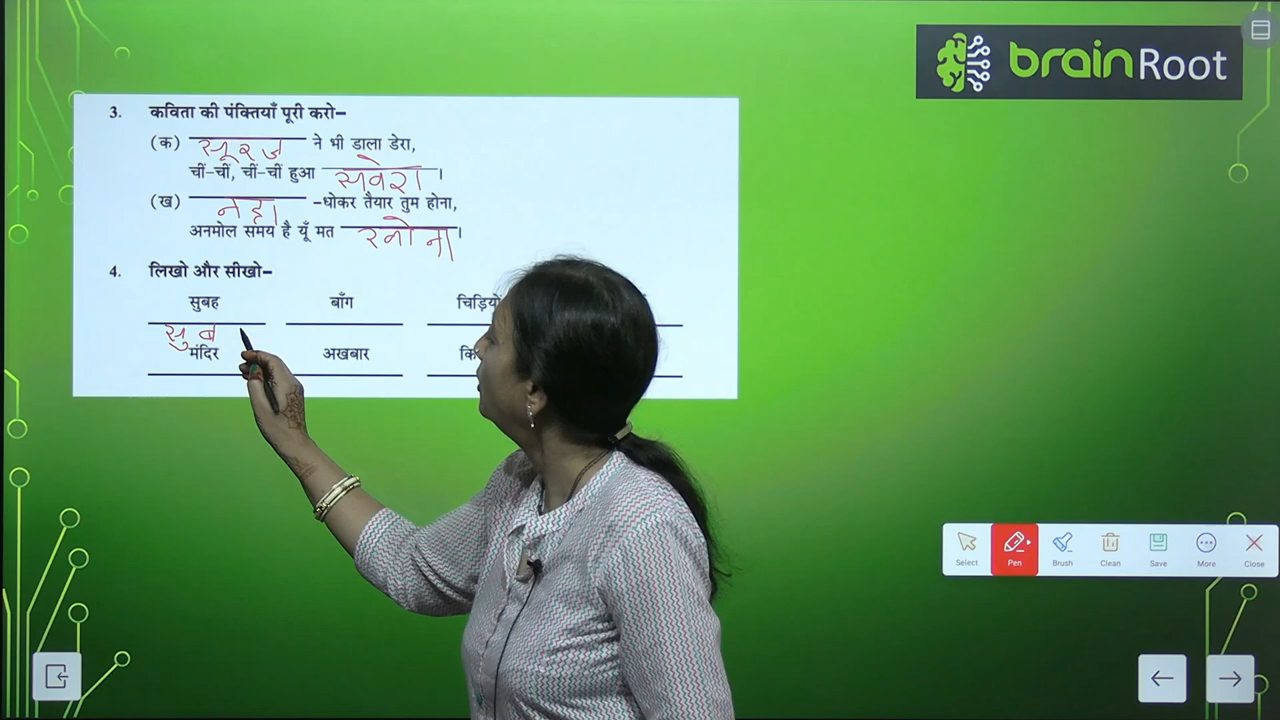 brainRoot
3. कविता की पंक्तियाँ पूरी करो–
(क) सूरज ने भी डाला डेरा,
चीं-चीं, चीं-चीं हुआ सवेरा ।
(ख) नहा -धोकर तैयार तुम होना,
अनमोल समय है यूँ मत खोना ।
4. लिखो और सीखो–
सुबह बाँग
सुब
मंदिर अखबार
Select Pen Brush Clean Save More Close